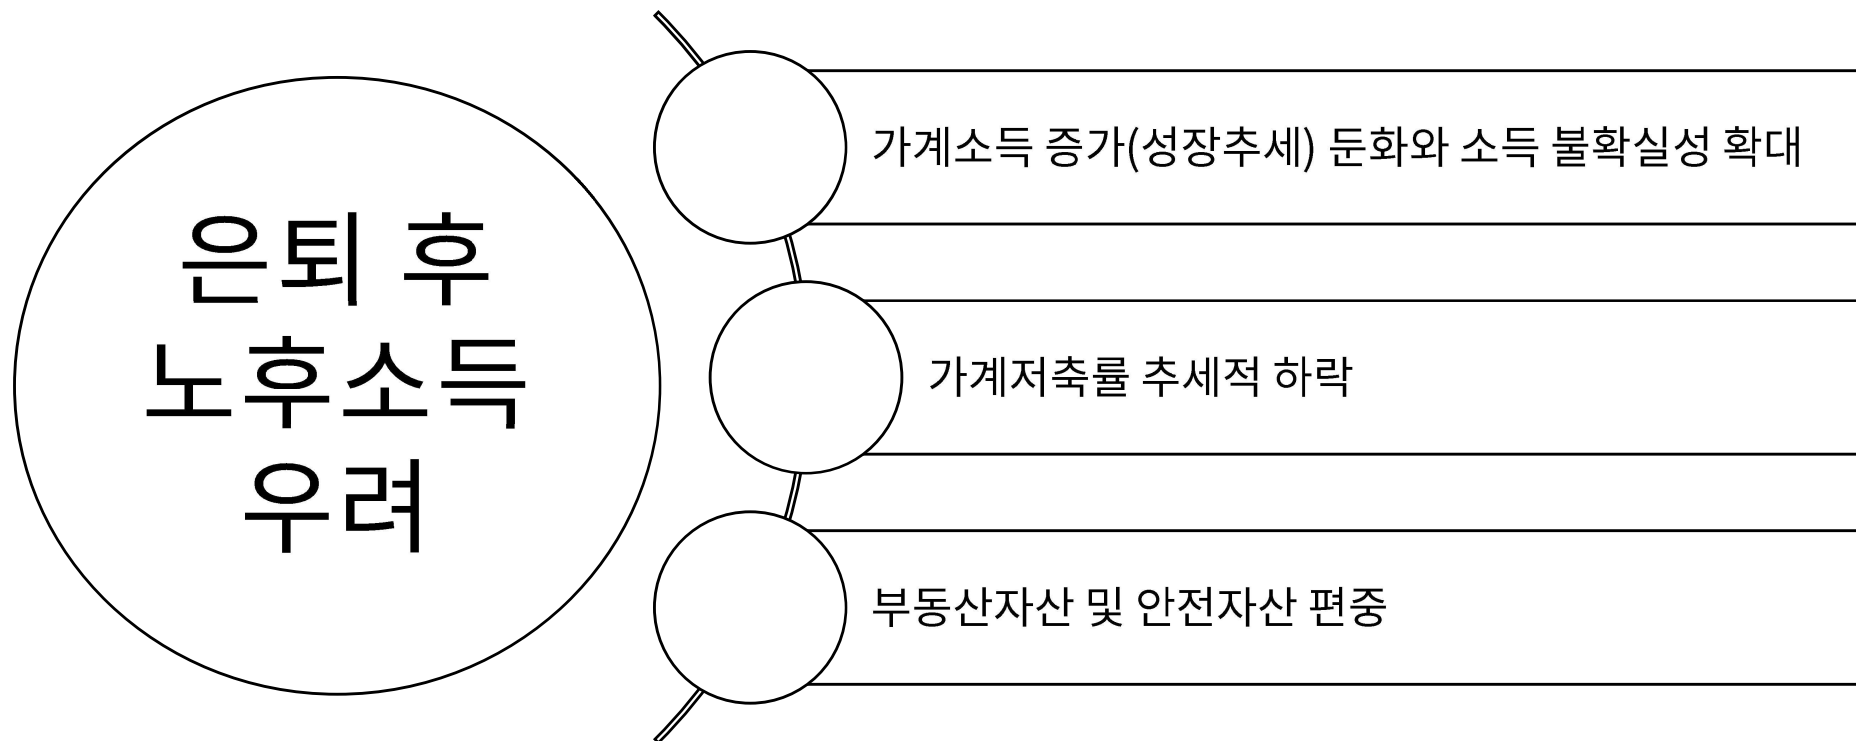 은퇴 후
노후소득
우려
가계소득 증가(성장추세) 둔화와 소득 불확실성 확대
가계저축률 추세적 하락
부동산자산 및 안전자산 편중